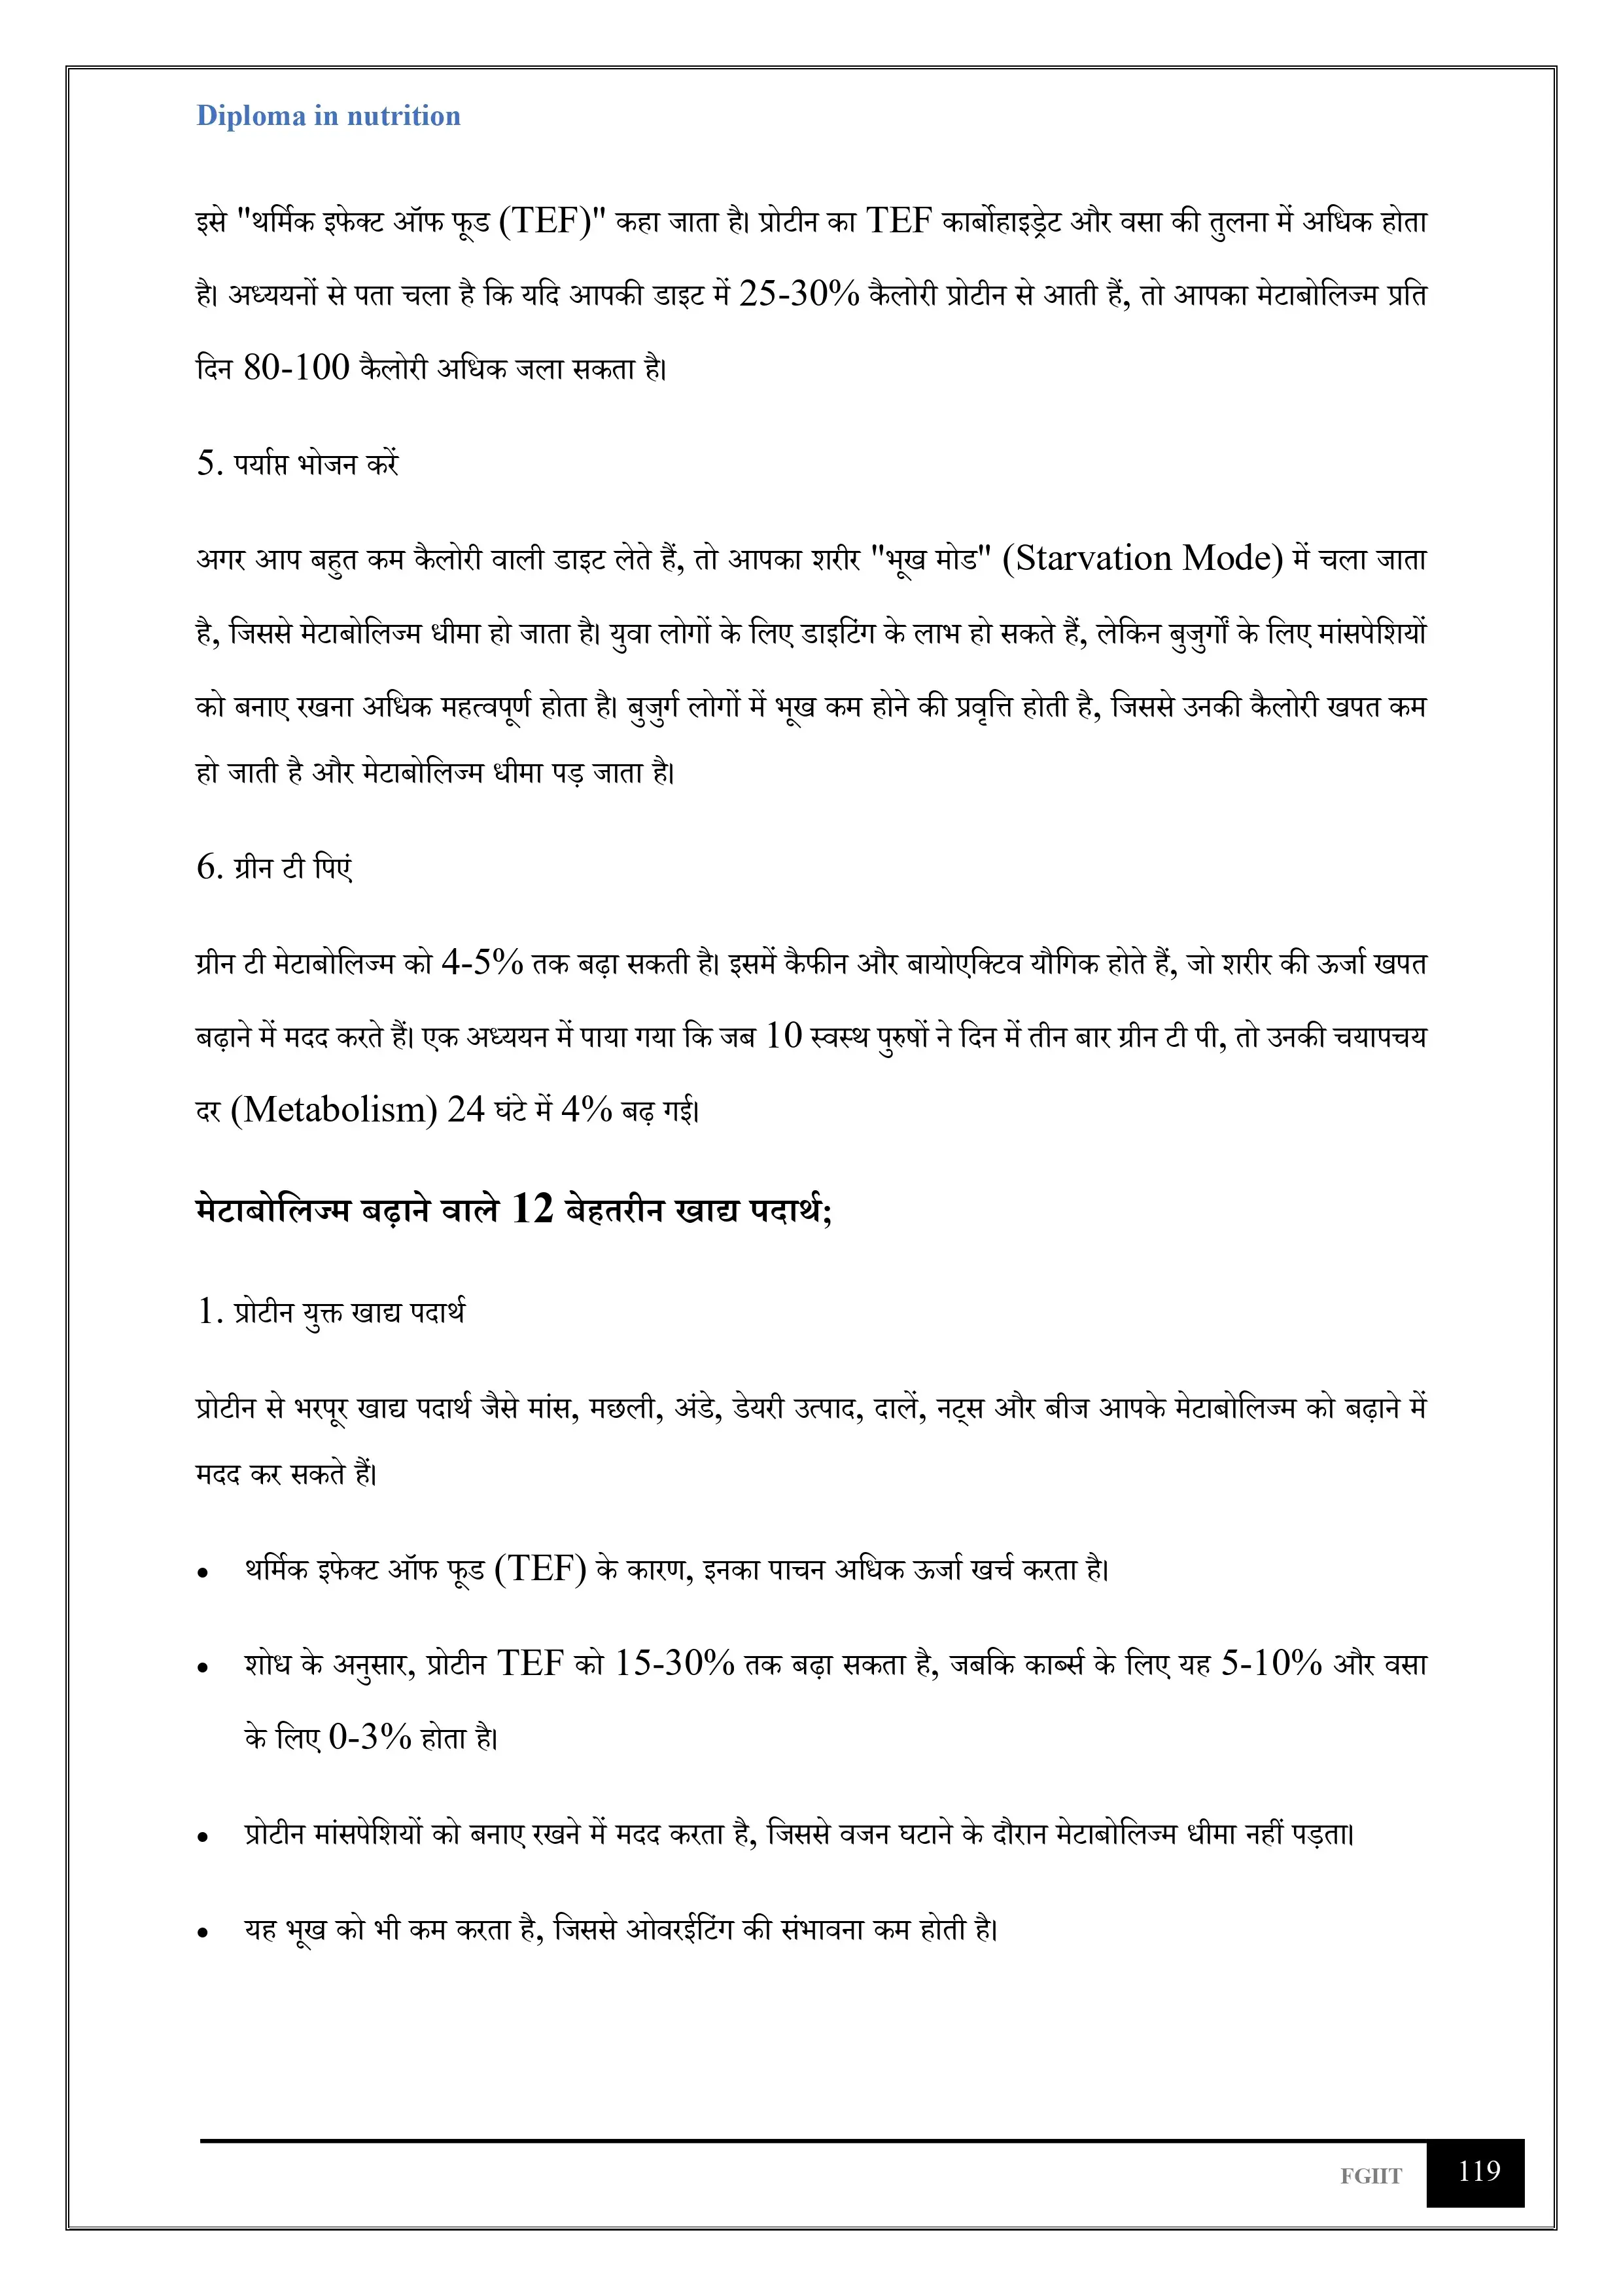 Diploma in nutrition
इसे "थर्मिक इफेक्ट ऑफ फूड (TEF)" कहा जाता है। प्रोटीन का TEF कार्बोहाइड्रेट और वसा की तुलना में अधिक होता
है। अध्ययनों से पता चला है कि यदि आपकी डाइट में 25-30% कैलोरी प्रोटीन से आती हैं, तो आपका मेटाबोलिज्म प्रति
दिन 80-100 कैलोरी अधिक जला सकता है।
5. पर्याप्त भोजन करें
अगर आप बहुत कम कैलोरी वाली डाइट लेते हैं, तो आपका शरीर "भूख मोड" (Starvation Mode) में चला जाता
है, जिससे मेटाबोलिज्म धीमा हो जाता है। युवा लोगों के लिए डाइटिंग के लाभ हो सकते हैं, लेकिन बुजुर्गों के लिए मांसपेशियों
को बनाए रखना अधिक महत्वपूर्ण होता है। बुजुर्ग लोगों में भूख कम होने की प्रवृत्ति होती है, जिससे उनकी कैलोरी खपत कम
हो जाती है और मेटाबोलिज्म धीमा पड़ जाता है।
6. ग्रीन टी पिएं
ग्रीन टी मेटाबोलिज्म को 4-5% तक बढ़ा सकती है। इसमें कैफीन और बायोएक्टिव यौगिक होते हैं, जो शरीर की ऊर्जा खपत
बढ़ाने में मदद करते हैं। एक अध्ययन में पाया गया कि जब 10 स्वस्थ पुरुषों ने दिन में तीन बार ग्रीन टी पी, तो उनकी चयापचय
दर (Metabolism) 24 घंटे में 4% बढ़ गई।
मेटाबोलिज्म बढ़ाने वाले 12 बेहतरीन खाद्य पदार्थ;
1. प्रोटीन युक्त खाद्य पदार्थ
प्रोटीन से भरपूर खाद्य पदार्थ जैसे मांस, मछली, अंडे, डेयरी उत्पाद, दालें, नट्स और बीज आपके मेटाबोलिज्म को बढ़ाने में
मदद कर सकते हैं।
• थर्मिक इफेक्ट ऑफ फूड (TEF) के कारण, इनका पाचन अधिक ऊर्जा खर्च करता है।
• शोध के अनुसार, प्रोटीन TEF को 15-30% तक बढ़ा सकता है, जबकि कार्ब्स के लिए यह 5-10% और वसा
के लिए 0-3% होता है।
• प्रोटीन मांसपेशियों को बनाए रखने में मदद करता है, जिससे वजन घटाने के दौरान मेटाबोलिज्म धीमा नहीं पड़ता।
• यह भूख को भी कम करता है, जिससे ओवरईटिंग की संभावना कम होती है।
FGIIT 119